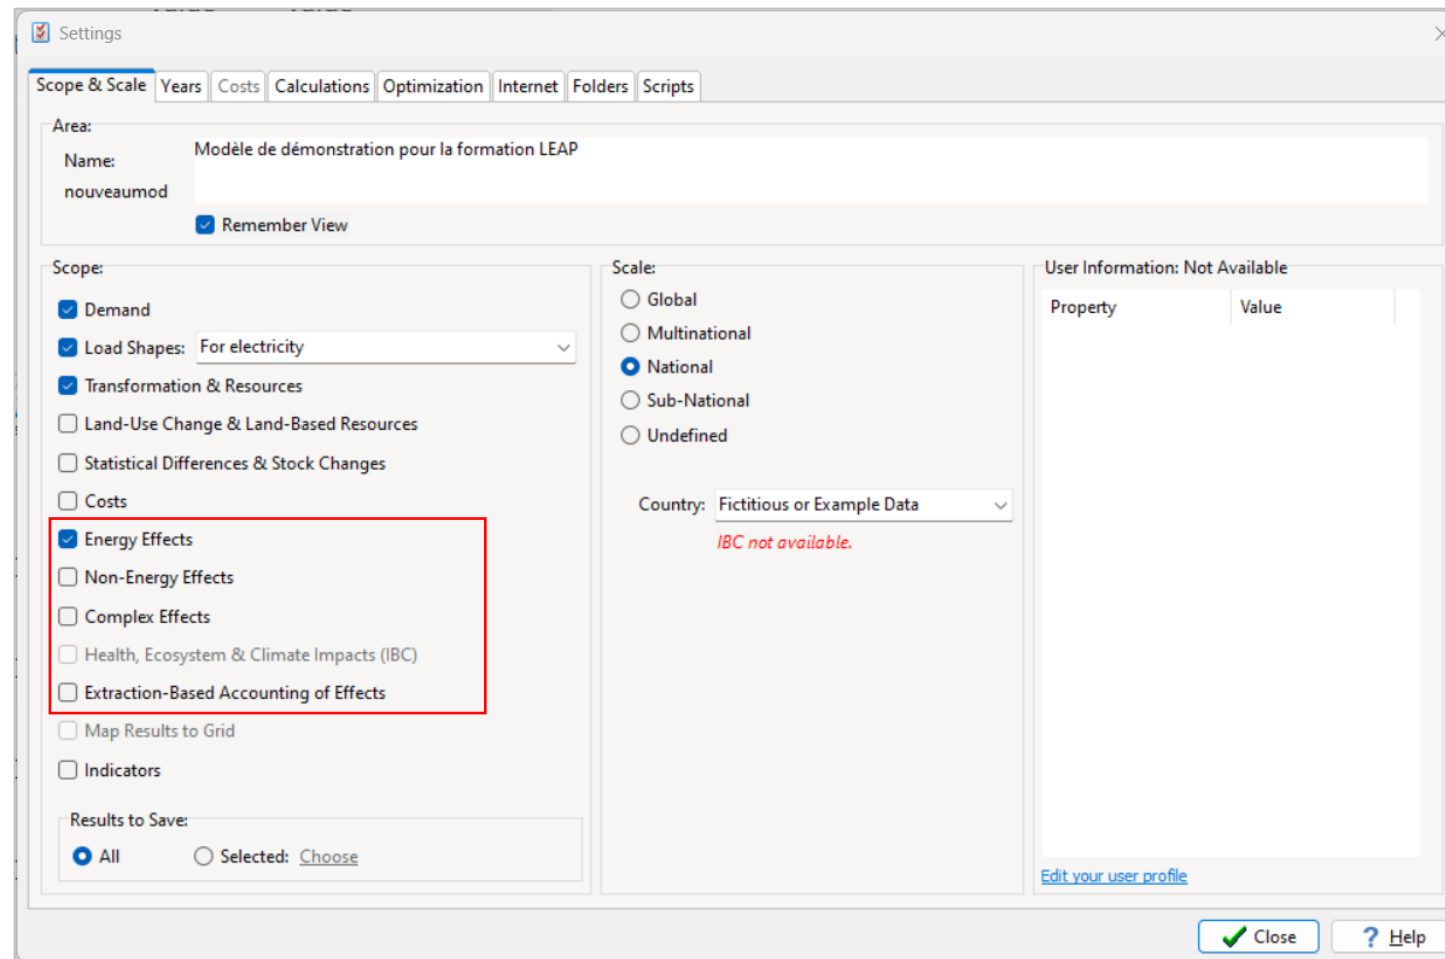 Settings
Scope & Scale Years Costs Calculations Optimization Internet Folders Scripts
Area:
Name:
nouveaumod
Modèle de démonstration pour la formation LEAP
Remember View
Scope:
Demand
Load Shapes: For electricity
Transformation & Resources
Land-Use Change & Land-Based Resources
Statistical Differences & Stock Changes
Costs
Energy Effects
Non-Energy Effects
Complex Effects
Health, Ecosystem & Climate Impacts (IBC)
Extraction-Based Accounting of Effects
Map Results to Grid
Indicators
Results to Save:
All Selected: Choose
Scale:
Global
Multinational
National
Sub-National
Undefined
Country: Fictitious or Example Data
IBC not available.
User Information: Not Available
Property Value
Edit your user profile
Close ? Help